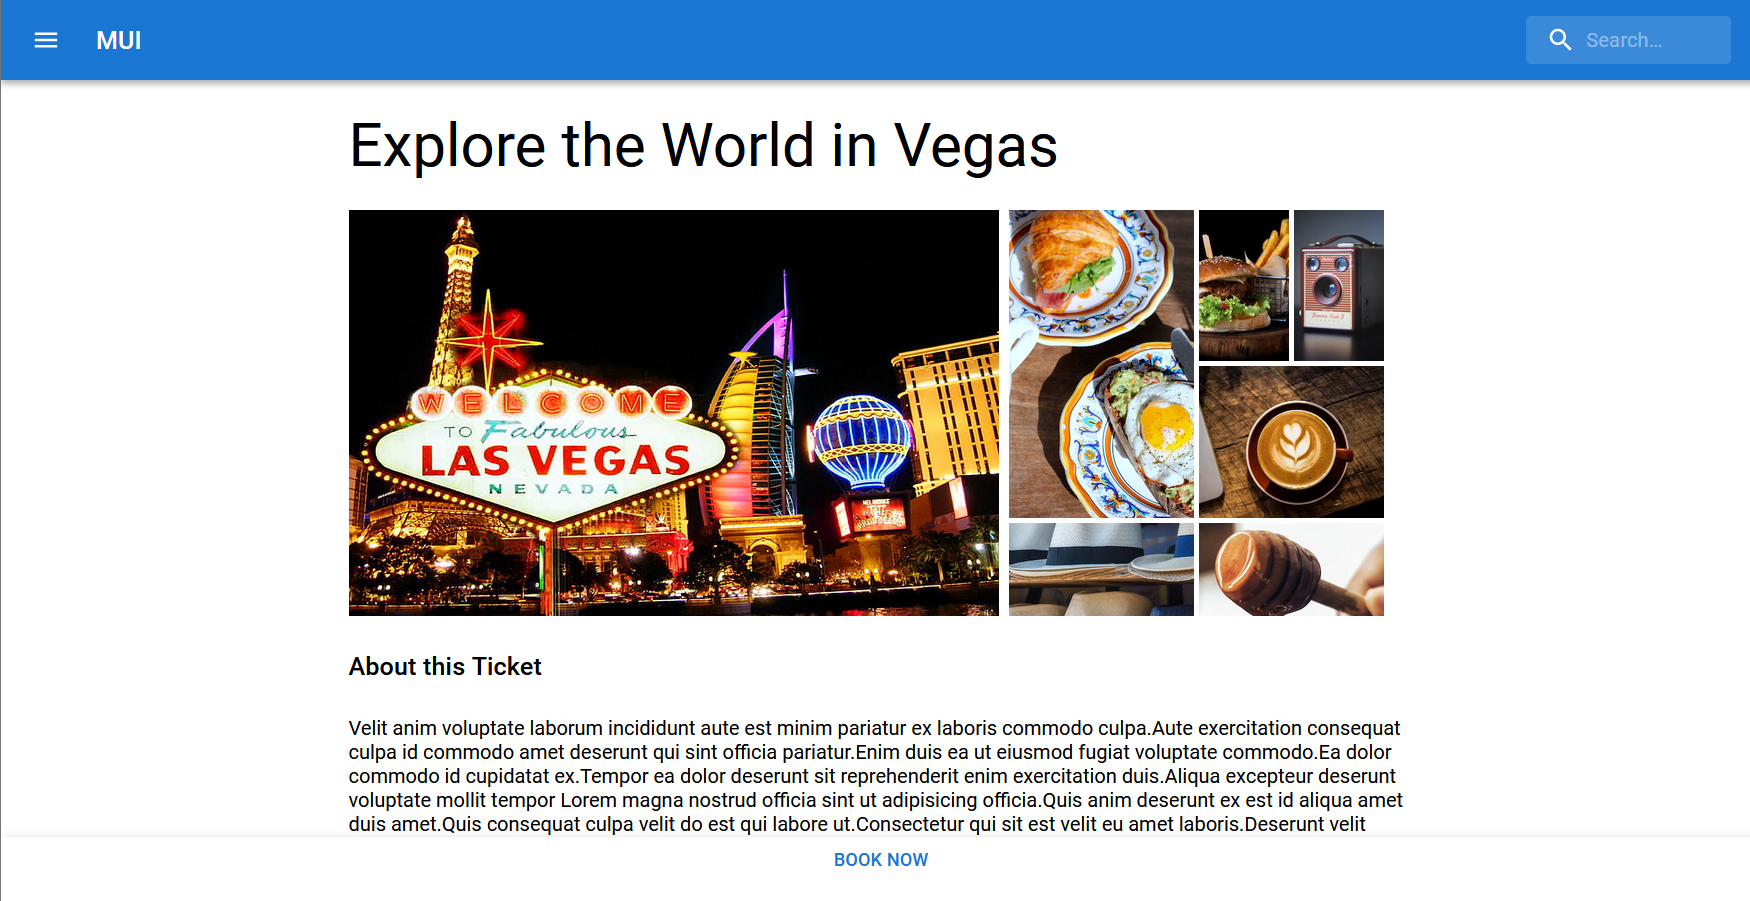 MUI
Search…
Explore the World in Vegas
WELCOME
TO Fabulous
LAS VEGAS
NEVADA
About this Ticket
Velit anim voluptate laborum incididunt aute est minim pariatur ex laboris commodo culpa.Aute exercitation consequat
culpa id commodo amet deserunt qui sint officia pariatur.Enim duis ea ut eiusmod fugiat voluptate commodo.Ea dolor
commodo id cupidatat ex.Tempor ea dolor deserunt sit reprehenderit enim exercitation duis.Aliqua excepteur deserunt
voluptate mollit tempor Lorem magna nostrud officia sint ut adipisicing officia.Quis anim deserunt ex est id aliqua amet
duis amet.Quis consequat culpa velit do est qui labore ut.Consectetur qui sit est velit eu amet laboris.Deserunt velit
BOOK NOW